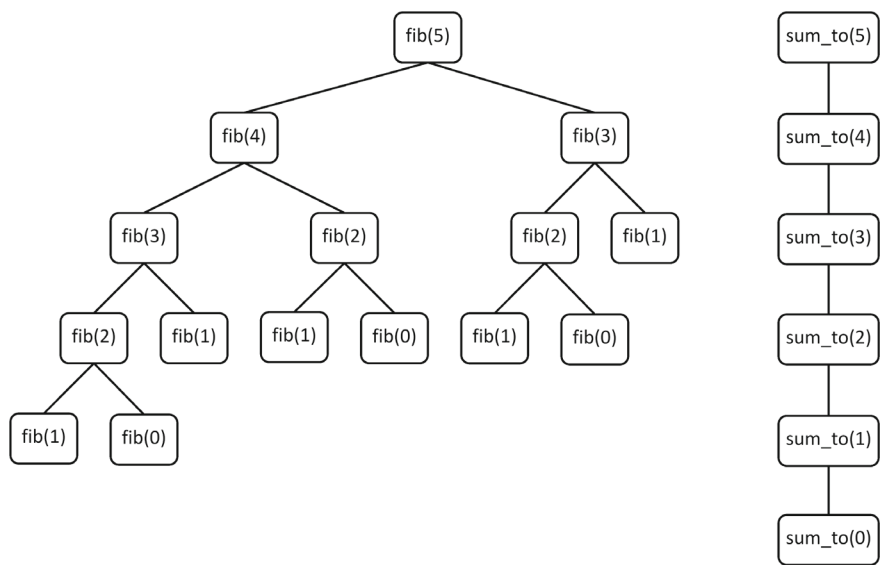 fib(5)
sum_to(5)
fib(4)
fib(3)
sum_to(4)
fib(3)
fib(2)
fib(2)
fib(1)
sum_to(3)
fib(2)
fib(1)
fib(1)
fib(0)
fib(1)
fib(0)
sum_to(2)
fib(1)
fib(0)
sum_to(1)
sum_to(0)